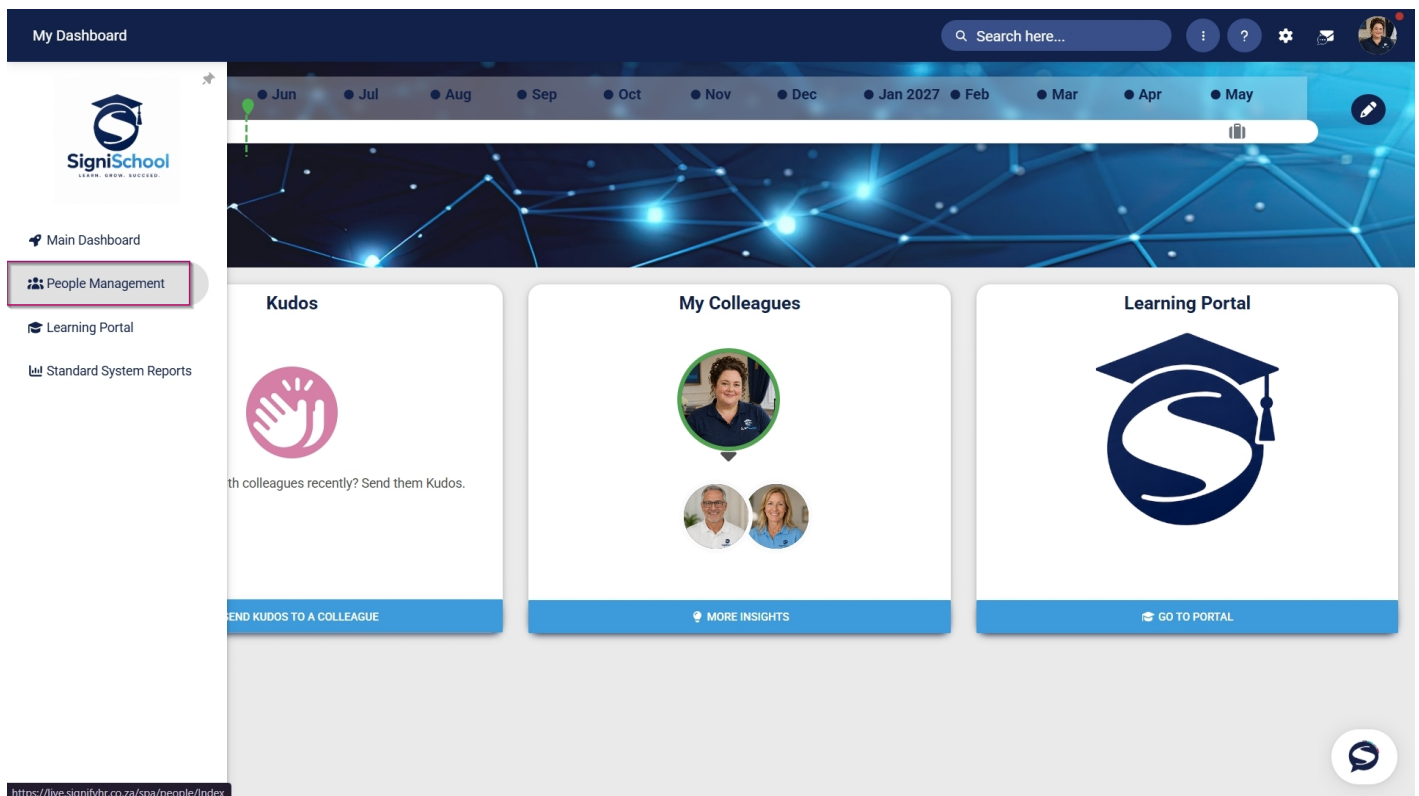 My Dashboard
Search here...
SigniSchool
LEARN. GROW. SUCCEED.
Main Dashboard
People Management
Learning Portal
Standard System Reports
Jun
Jul
Aug
Sep
Oct
Nov
Dec
Jan 2027
Feb
Mar
Apr
May
Kudos
th colleagues recently? Send them Kudos.
END KUDOS TO A COLLEAGUE
My Colleagues
MORE INSIGHTS
Learning Portal
GO TO PORTAL
https://live.signifyhr.co.za/spa/people/Index